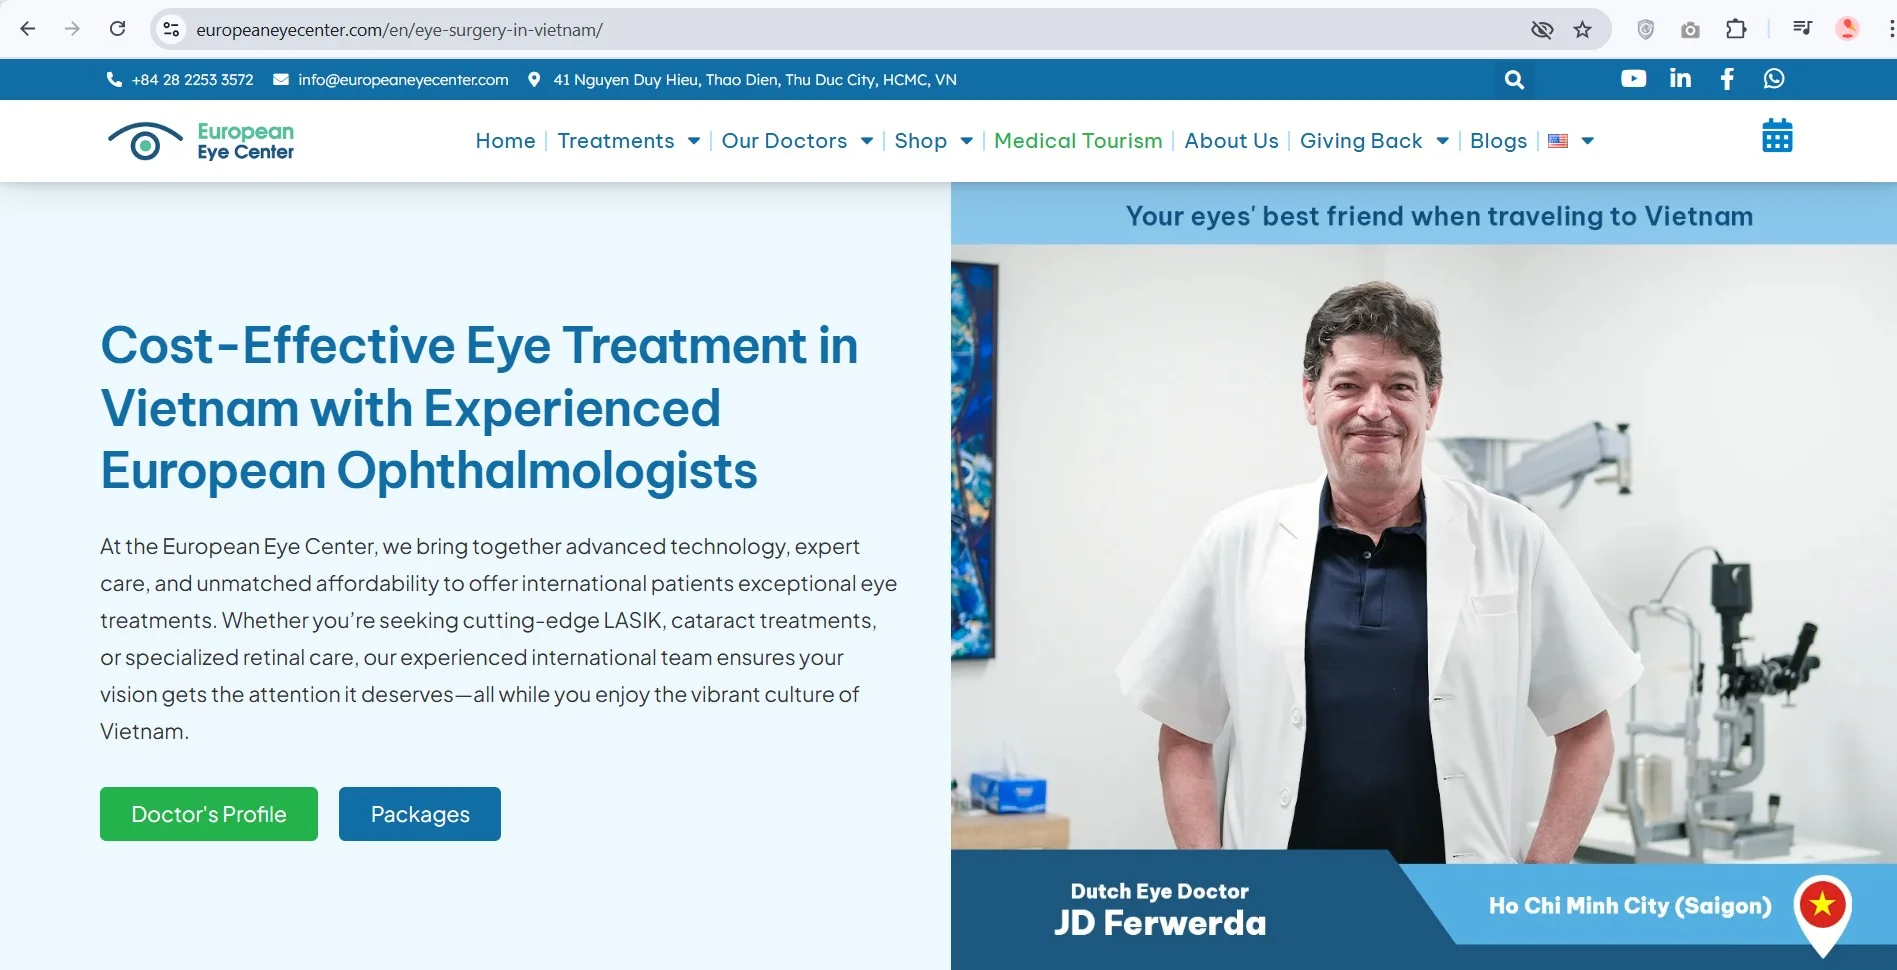 europeaneyecenter.com/en/eye-surgery-in-vietnam/
+84 28 2253 3572 info@europeaneyecenter.com 41 Nguyen Duy Hieu, Thao Dien, Thu Duc City, HCMC, VN
European
Eye Center
Home Treatments Our Doctors Shop Medical Tourism About Us Giving Back Blogs
Your eyes' best friend when traveling to Vietnam
Cost-Effective Eye Treatment in
Vietnam with Experienced
European Ophthalmologists
At the European Eye Center, we bring together advanced technology, expert
care, and unmatched affordability to offer international patients exceptional eye
treatments. Whether you’re seeking cutting-edge LASIK, cataract treatments,
or specialized retinal care, our experienced international team ensures your
vision gets the attention it deserves—all while you enjoy the vibrant culture of
Vietnam.
Doctor's Profile Packages
Dutch Eye Doctor
JD Ferwerda
Ho Chi Minh City (Saigon)